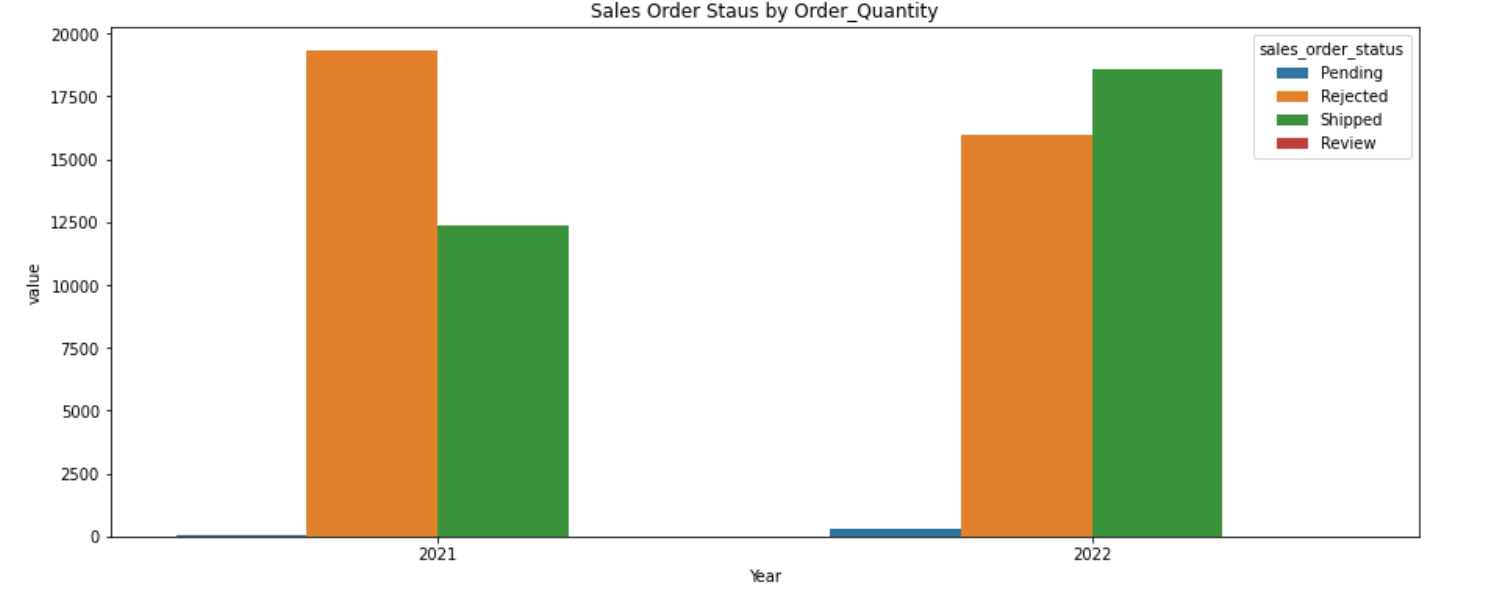 Sales Order Staus by Order_Quantity
20000
17500
15000
12500
10000
7500
5000
2500
0
value
2021
2022
Year
sales_order_status
Pending
Rejected
Shipped
Review